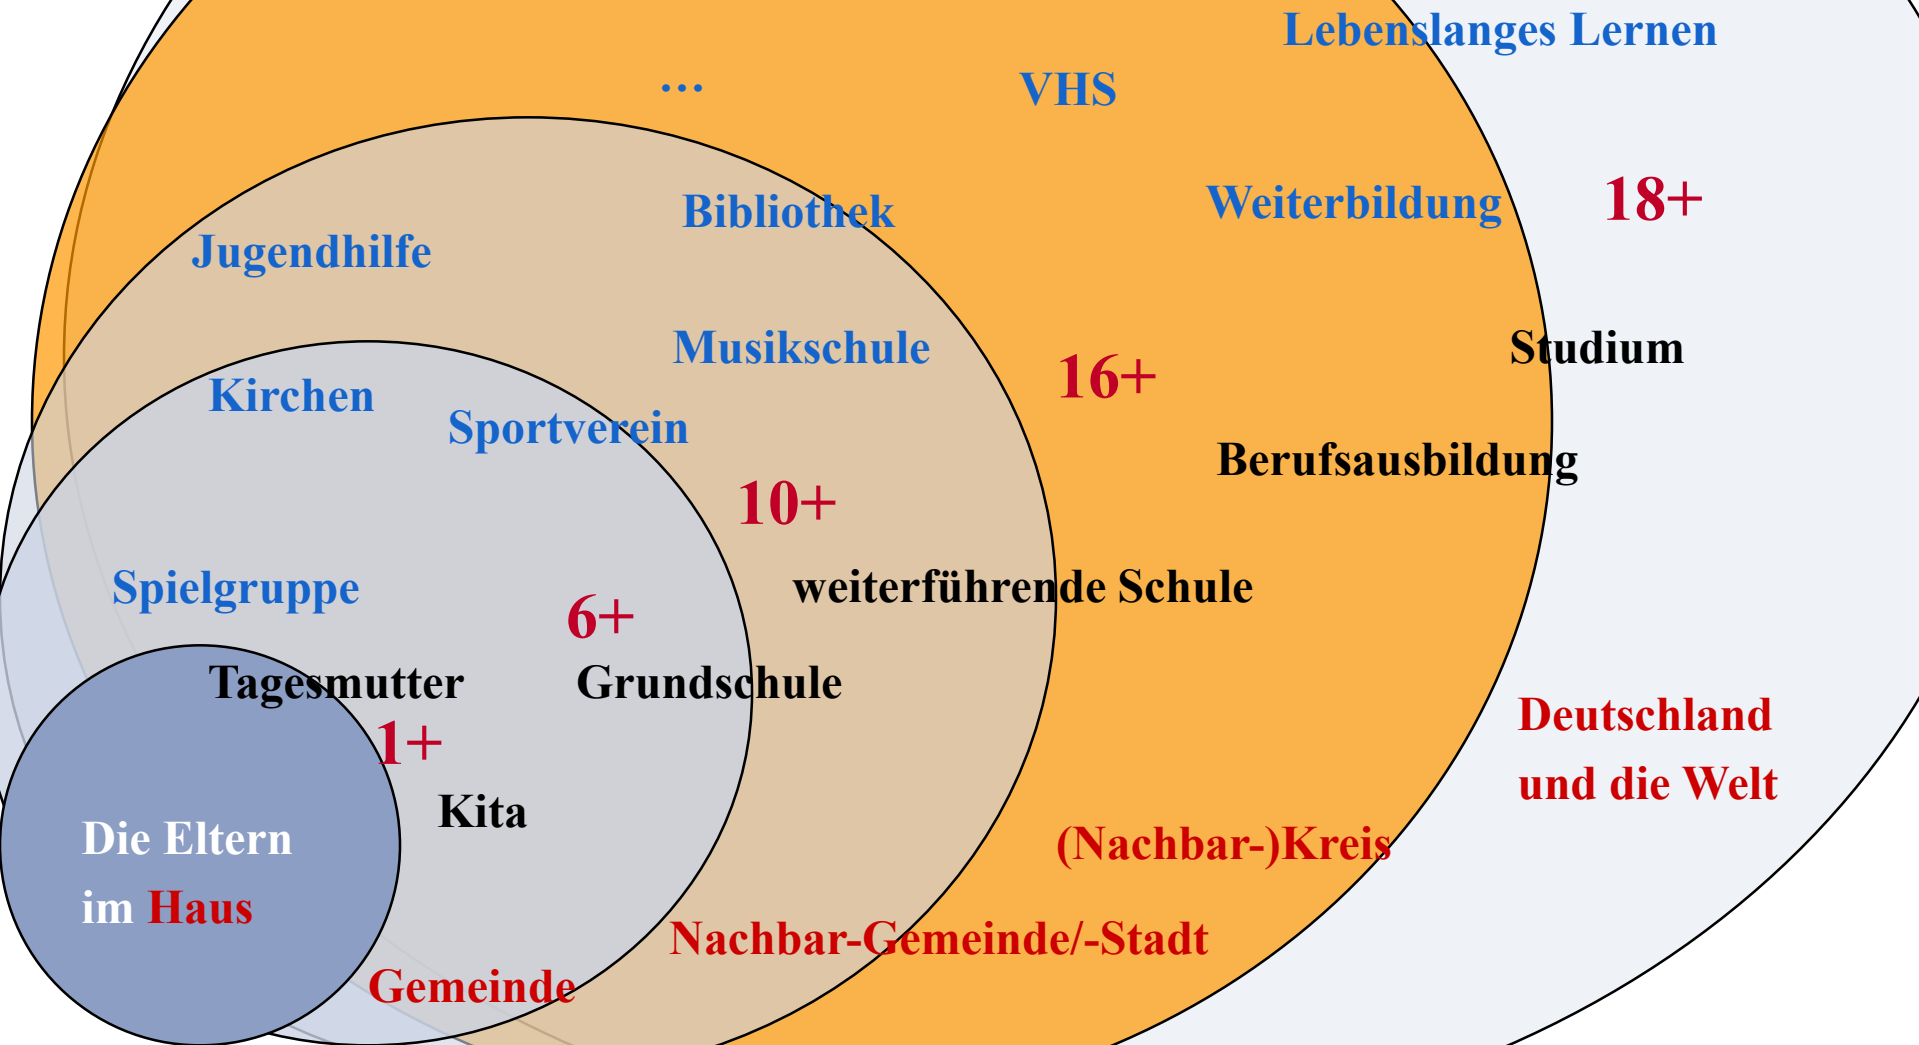 Lebenslanges Lernen
...
VHS
Weiterbildung
18+
Bibliothek
Jugendhilfe
Musikschule
Studium
16+
Kirchen
Sportverein
Berufsausbildung
10+
Spielgruppe
weiterführende Schule
6+
Tagesmutter
Grundschule
1+
Deutschland
und die Welt
Kita
Die Eltern
im Haus
(Nachbar-)Kreis
Nachbar-Gemeinde/-Stadt
Gemeinde